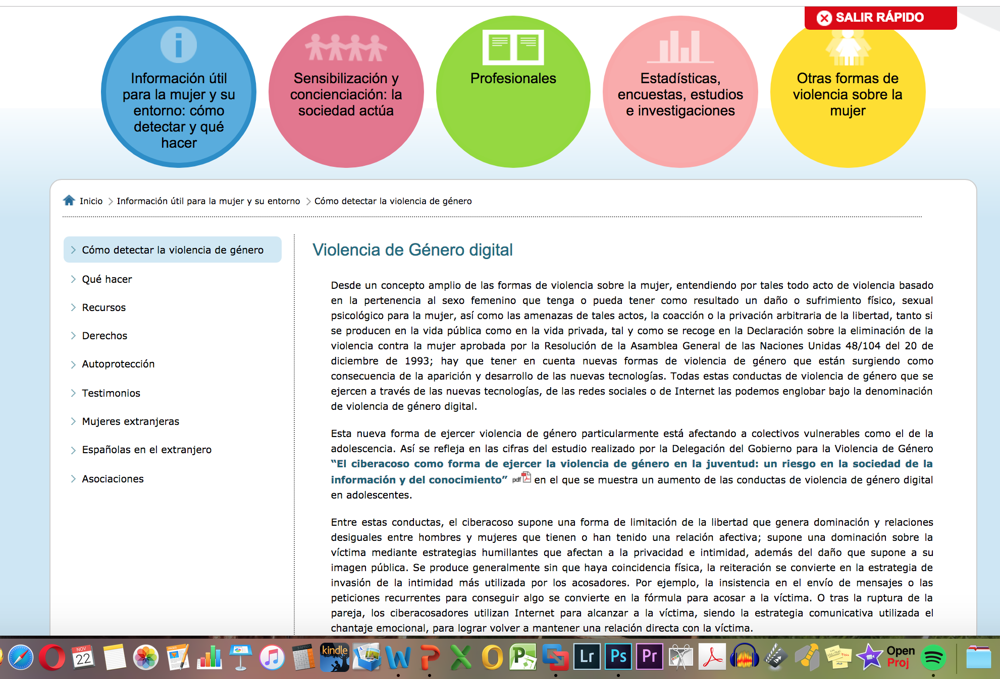 SALIR RÁPIDO
Información útil
para la mujer y su
entorno: cómo
detectar y qué
hacer
Sensibilización y
concienciación: la
sociedad actúa
Profesionales
Estadísticas,
encuestas, estudios
e investigaciones
Otras formas de
violencia sobre la
mujer
Inicio > Información útil para la mujer y su entorno > Cómo detectar la violencia de género
Cómo detectar la violencia de género
Qué hacer
Recursos
Derechos
Autoprotección
Testimonios
Mujeres extranjeras
Españolas en el extranjero
Asociaciones
Violencia de Género digital
Desde un concepto amplio de las formas de violencia sobre la mujer, entendiendo por tales todo acto de violencia basado
en la pertenencia al sexo femenino que tenga o pueda tener como resultado un daño o sufrimiento físico, sexual
psicológico para la mujer, así como las amenazas de tales actos, la coacción o la privación arbitraria de la libertad, tanto si
se producen en la vida pública como en la vida privada, tal y como se recoge en la Declaración sobre la eliminación de la
violencia contra la mujer aprobada por la Resolución de la Asamblea General de las Naciones Unidas 48/104 del 20 de
diciembre de 1993; hay que tener en cuenta nuevas formas de violencia de género que están surgiendo como
consecuencia de la aparición y desarrollo de las nuevas tecnologías. Todas estas conductas de violencia de género que se
ejercen a través de las nuevas tecnologías, de las redes sociales o de Internet las podemos englobar bajo la denominación
de violencia de género digital.
Esta nueva forma de ejercer violencia de género particularmente está afectando a colectivos vulnerables como el de la
adolescencia. Así se refleja en las cifras del estudio realizado por la Delegación del Gobierno para la Violencia de Género
“El ciberacoso como forma de ejercer la violencia de género en la juventud: un riesgo en la sociedad de la
información y del conocimiento” pdf en el que se muestra un aumento de las conductas de violencia de género digital
en adolescentes.
Entre estas conductas, el ciberacoso supone una forma de limitación de la libertad que genera dominación y relaciones
desiguales entre hombres y mujeres que tienen o han tenido una relación afectiva; supone una dominación sobre la
víctima mediante estrategias humillantes que afectan a la privacidad e intimidad, además del daño que supone a su
imagen pública. Se produce generalmente sin que haya coincidencia física, la reiteración se convierte en la estrategia de
invasión de la intimidad más utilizada por los acosadores. Por ejemplo, la insistencia en el envío de mensajes o las
peticiones recurrentes para conseguir algo se convierte en la fórmula para acosar a la víctima. O tras la ruptura de la
pareja, los ciberacosadores utilizan Internet para alcanzar a la víctima, siendo la estrategia comunicativa utilizada el
chantaje emocional, para lograr volver a mantener una relación directa con la víctima.
NOV
22
PAGES
kindle
Lr
Ps
Pr
Open
Proj